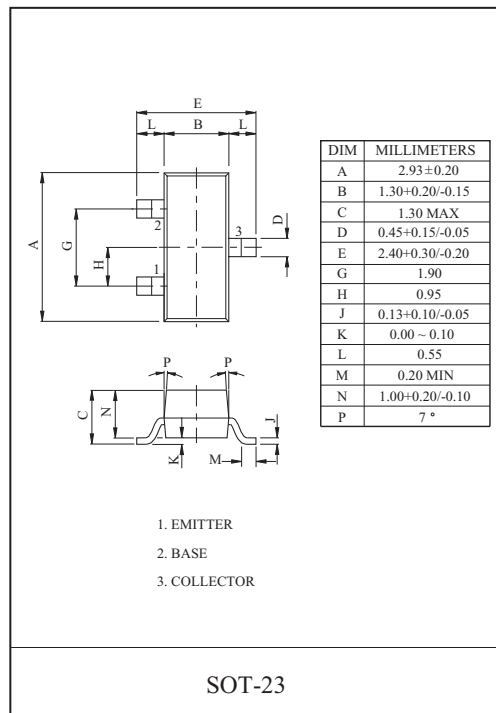 E
L B L
A
G
H
D
2
3
1
DIM MILLIMETERS
A 2.93±0.20
B 1.30+0.20/-0.15
C 1.30 MAX
D 0.45+0.15/-0.05
E 2.40+0.30/-0.20
G 1.90
H 0.95
J 0.13+0.10/-0.05
K 0.00 ~ 0.10
L 0.55
M 0.20 MIN
N 1.00+0.20/-0.10
P 7 °
P P
C
N
J
K
M
1. EMITTER
2. BASE
3. COLLECTOR
SOT-23